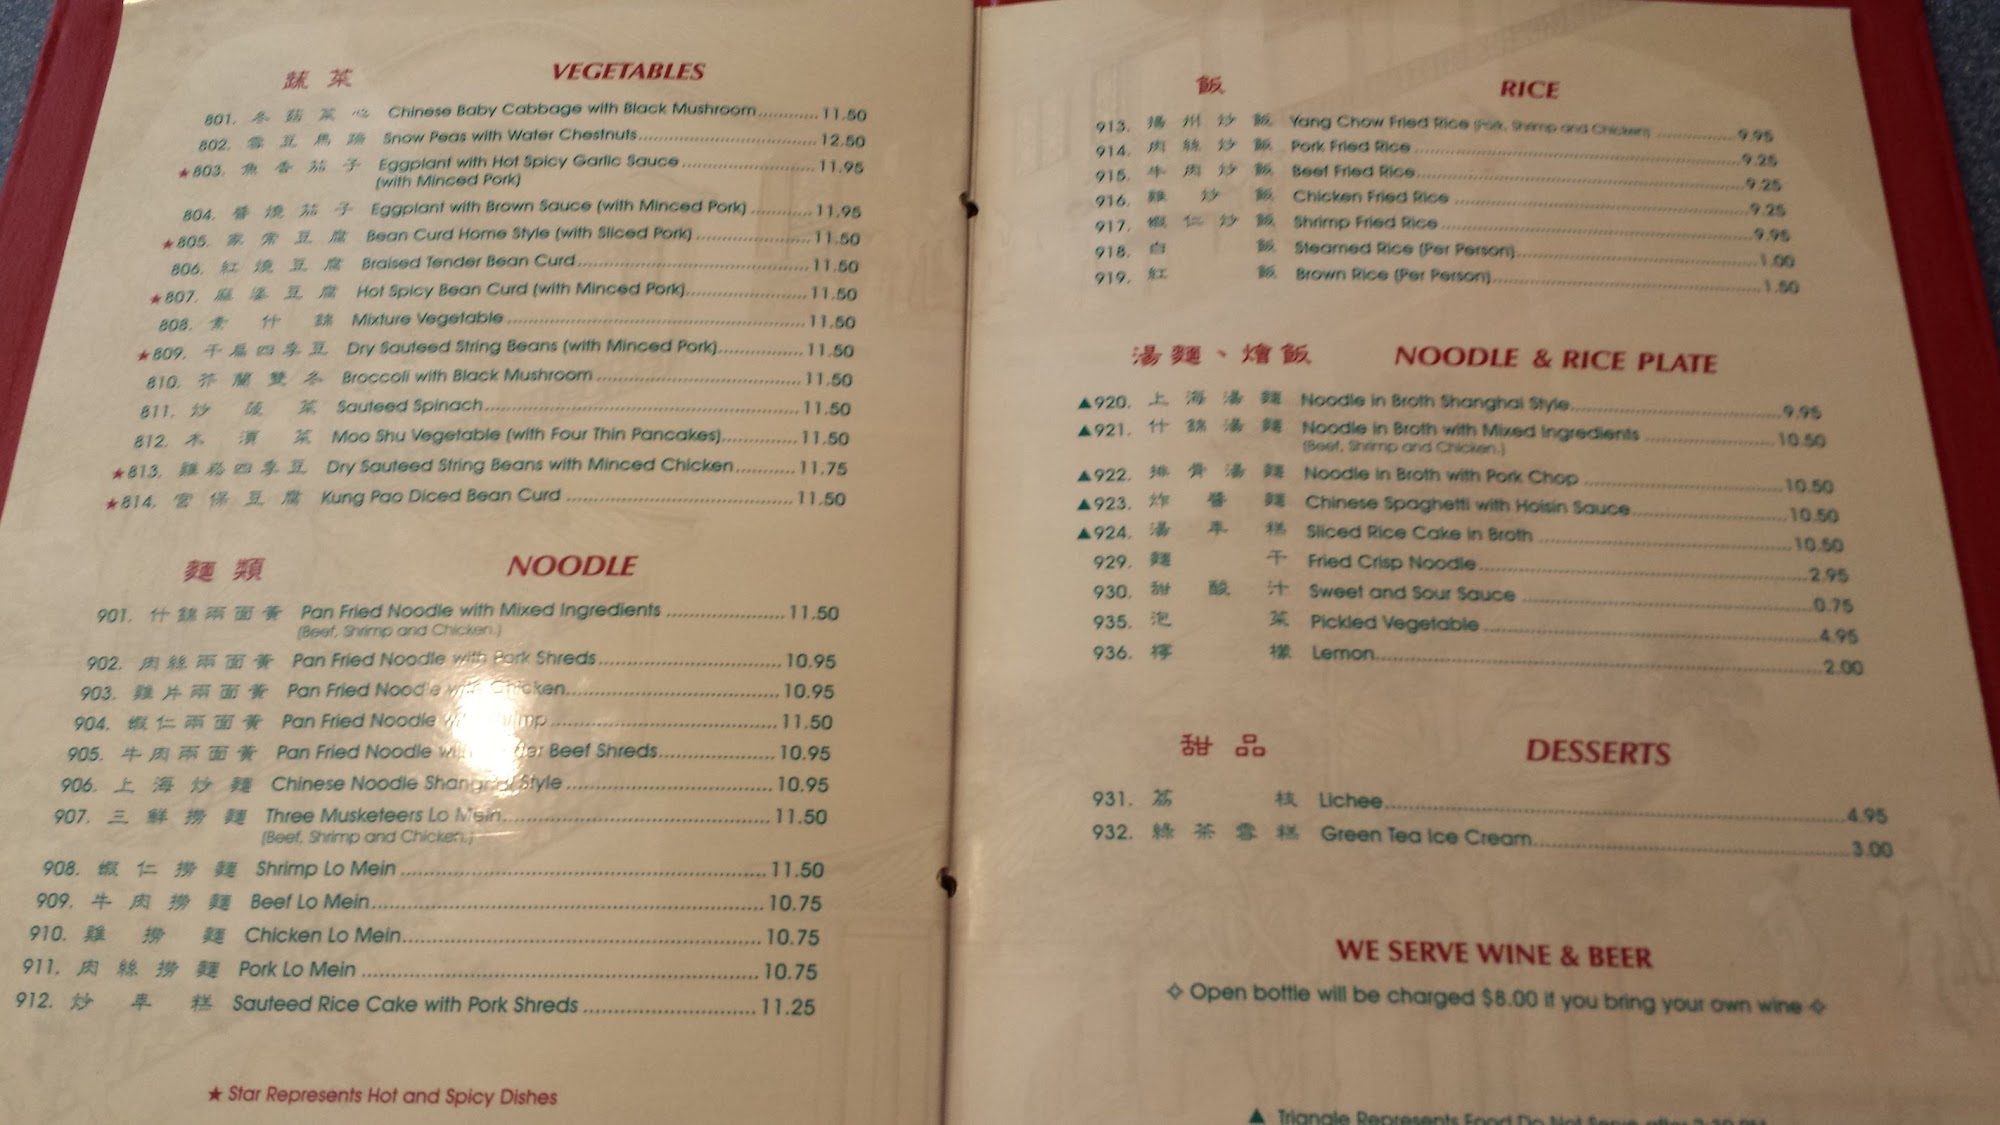 蔬菜 VEGETABLES
801. 冬菇菜心 Chinese Baby Cabbage with Black Mushroom 11.50
802. 雪豆馬蹄 Snow Peas with Water Chestnuts 12.50
★803. 魚香茄子 Eggplant with Hot Spicy Garlic Sauce 11.95
(with Minced Pork)
804. 醬燒茄子 Eggplant with Brown Sauce (with Minced Pork) 11.95
★805. 家常豆腐 Bean Curd Home Style (with Sliced Pork) 11.50
806. 紅燒豆腐 Braised Tender Bean Curd 11.50
★807. 麻婆豆腐 Hot Spicy Bean Curd (with Minced Pork) 11.50
808. 素什錦 Mixture Vegetable 11.50
★809. 干扁四季豆 Dry Sauteed String Beans (with Minced Pork) 11.50
810. 芥蘭雙冬 Broccoli with Black Mushroom 11.50
811. 炒菠菜 Sauteed Spinach 11.50
812. 木須菜 Moo Shu Vegetable (with Four Thin Pancakes) 11.50
★813. 雞崧四季豆 Dry Sauteed String Beans with Minced Chicken 11.75
★814. 宮保豆腐 Kung Pao Diced Bean Curd 11.50
麵類 NOODLE
901. 什錦兩面黃 Pan Fried Noodle with Mixed Ingredients 11.50
(Beef, Shrimp and Chicken.)
902. 肉絲兩面黃 Pan Fried Noodle with Pork Shreds 10.95
903. 雞片兩面黃 Pan Fried Noodle with Chicken 10.95
904. 蝦仁兩面黃 Pan Fried Noodle 11.50
905. 牛肉兩面黃 Pan Fried Noodle Beef Shreds 10.95
906. 上海炒麵 Chinese Noodle Shanghai Style 10.95
907. 三鮮撈麵 Three Musketeers Lo Mein 11.50
(Beef, Shrimp and Chicken.)
908. 蝦仁撈麵 Shrimp Lo Mein 11.50
909. 牛肉撈麵 Beef Lo Mein 10.75
910. 雞撈麵 Chicken Lo Mein 10.75
911. 肉絲撈麵 Pork Lo Mein 10.75
912. 炒年糕 Sauteed Rice Cake with Pork Shreds 11.25
★ Star Represents Hot and Spicy Dishes
飯 RICE
913. 揚州炒飯 Yang Chow Fried Rice (Pork, Shrimp and Chicken) 9.95
914. 肉絲炒飯 Pork Fried Rice 9.25
915. 牛肉炒飯 Beef Fried Rice 9.25
916. 雞炒飯 Chicken Fried Rice 9.25
917. 蝦仁炒飯 Shrimp Fried Rice 9.95
918. 白飯 Steamed Rice (Per Person) 1.00
919. 紅飯 Brown Rice (Per Person) 1.50
湯麵、燴飯 NOODLE & RICE PLATE
▲920. 上海湯麵 Noodle in Broth Shanghai Style 9.95
▲921. 什錦湯麵 Noodle in Broth with Mixed Ingredients 10.50
(Beef, Shrimp and Chicken.)
▲922. 排骨湯麵 Noodle in Broth with Pork Chop 10.50
▲923. 炸醬麵 Chinese Spaghetti with Hoisin Sauce 10.50
▲924. 湯年糕 Sliced Rice Cake in Broth 10.50
929. 麵干 Fried Crisp Noodle 2.95
930. 甜酸汁 Sweet and Sour Sauce 0.75
935. 泡菜 Pickled Vegetable 4.95
936. 檸檬 Lemon 2.00
甜品 DESSERTS
931. 荔枝 Lichee 4.95
932. 綠茶雪糕 Green Tea Ice Cream 3.00
WE SERVE WINE & BEER
✧ Open bottle will be charged $8.00 if you bring your own wine ✧
▲ Triangle Represents Food Do Not Serve after 2:30 PM